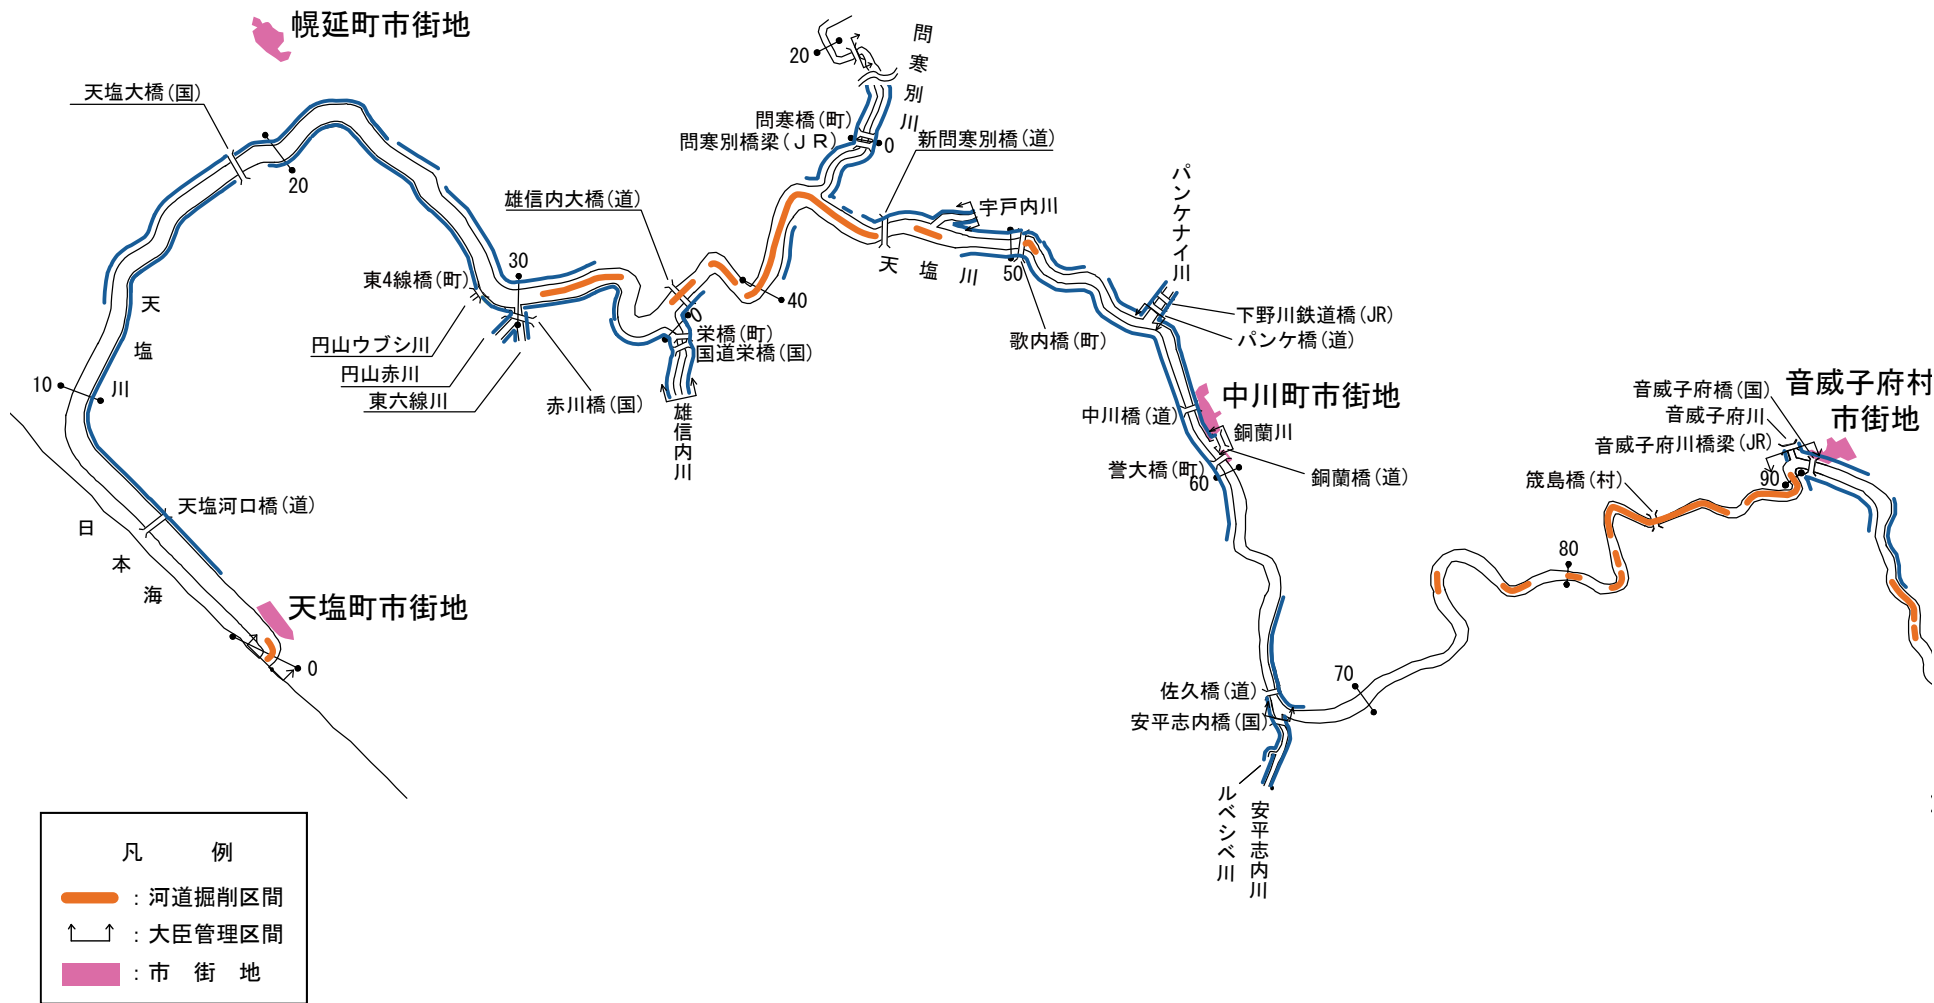 幌延町市街地
天塩大橋(国)
20
問寒別川
問寒橋(町)
問寒別橋梁(JR)
0
新問寒別橋(道)
20
雄信内大橋(道)
宇戸内川
パンケナイ川
天塩川
50
30
東4線橋(町)
40
天塩川
0
栄橋(町)
国道栄橋(国)
歌内橋(町)
下野川鉄道橋(JR)
パンケ橋(道)
円山ウブシ川
円山赤川
東六線川
赤川橋(国)
雄信内川
10
中川町市街地
中川橋(道)
銅蘭川
誉大橋(町)
銅蘭橋(道)
60
音威子府橋(国)
音威子府川
音威子府川橋梁(JR)
音威子府村
市街地
90
筬島橋(村)
天塩河口橋(道)
日本海
80
天塩町市街地
0
70
佐久橋(道)
安平志内橋(国)
ルベシベ川
安平志内川
凡 例
:河道掘削区間
:大臣管理区間
:市 街 地